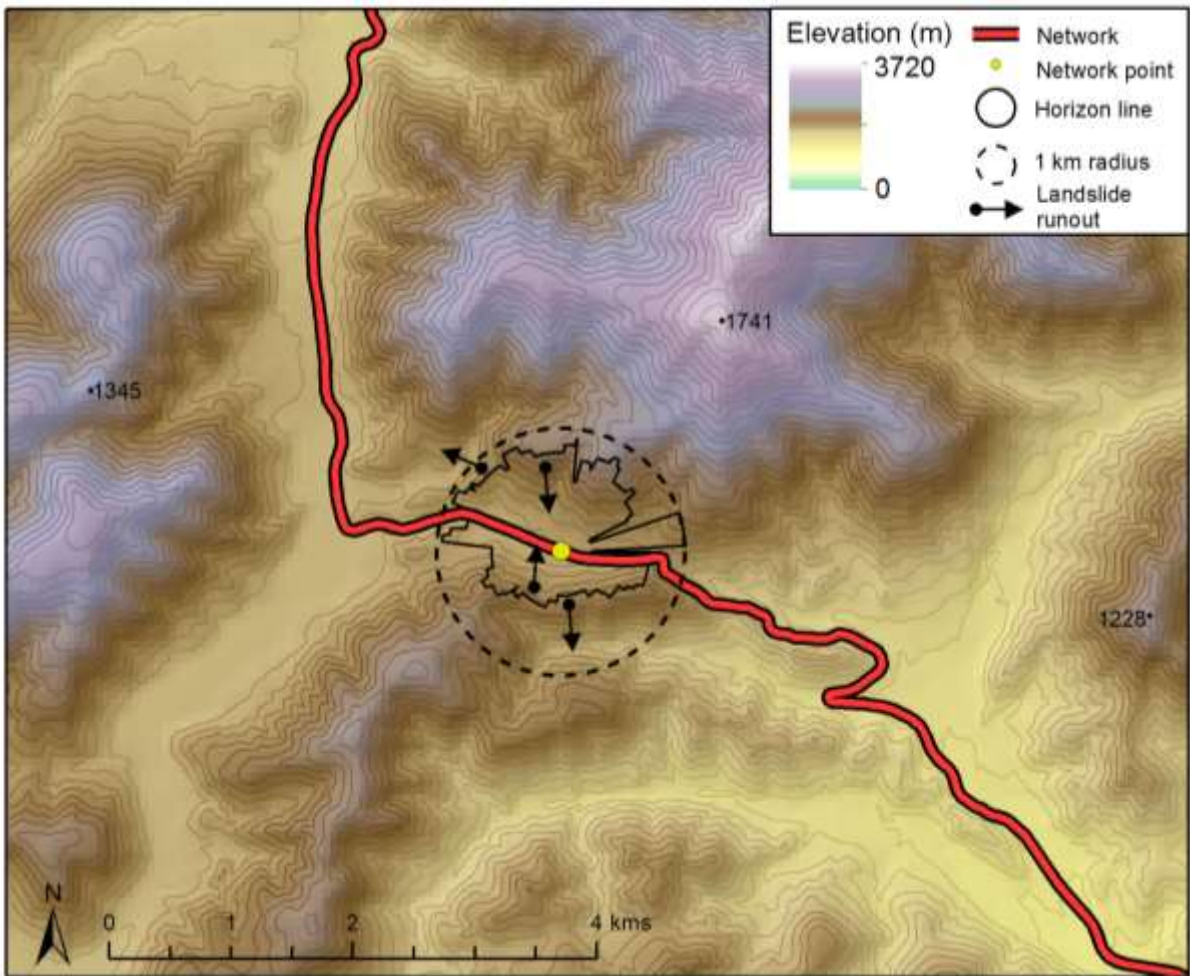 Elevation (m)
3720
0
Network
Network point
Horizon line
1 km radius
Landslide
runout
1741
1345
1228
N
0 1 2 4 kms